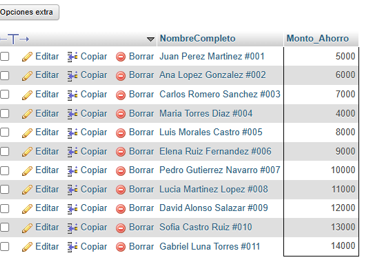 Opciones extra
NombreCompleto Monto_Ahorro
Editar Copiar Borrar Juan Perez Martinez #001 5000
Editar Copiar Borrar Ana Lopez Gonzalez #002 6000
Editar Copiar Borrar Carlos Romero Sanchez #003 7000
Editar Copiar Borrar Maria Torres Diaz #004 4000
Editar Copiar Borrar Luis Morales Castro #005 8000
Editar Copiar Borrar Elena Ruiz Fernandez #006 9000
Editar Copiar Borrar Pedro Gutierrez Navarro #007 10000
Editar Copiar Borrar Lucia Martinez Lopez #008 11000
Editar Copiar Borrar David Alonso Salazar #009 12000
Editar Copiar Borrar Sofia Castro Ruiz #010 13000
Editar Copiar Borrar Gabriel Luna Torres #011 14000